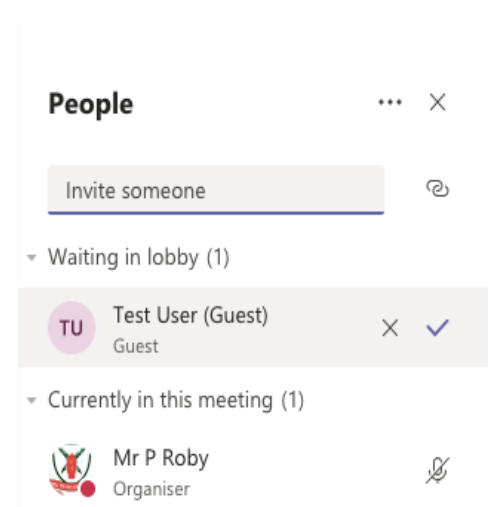 People
Invite someone
Waiting in lobby (1)
TU
Test User (Guest)
Guest
Currently in this meeting (1)
Mr P Roby
Organiser